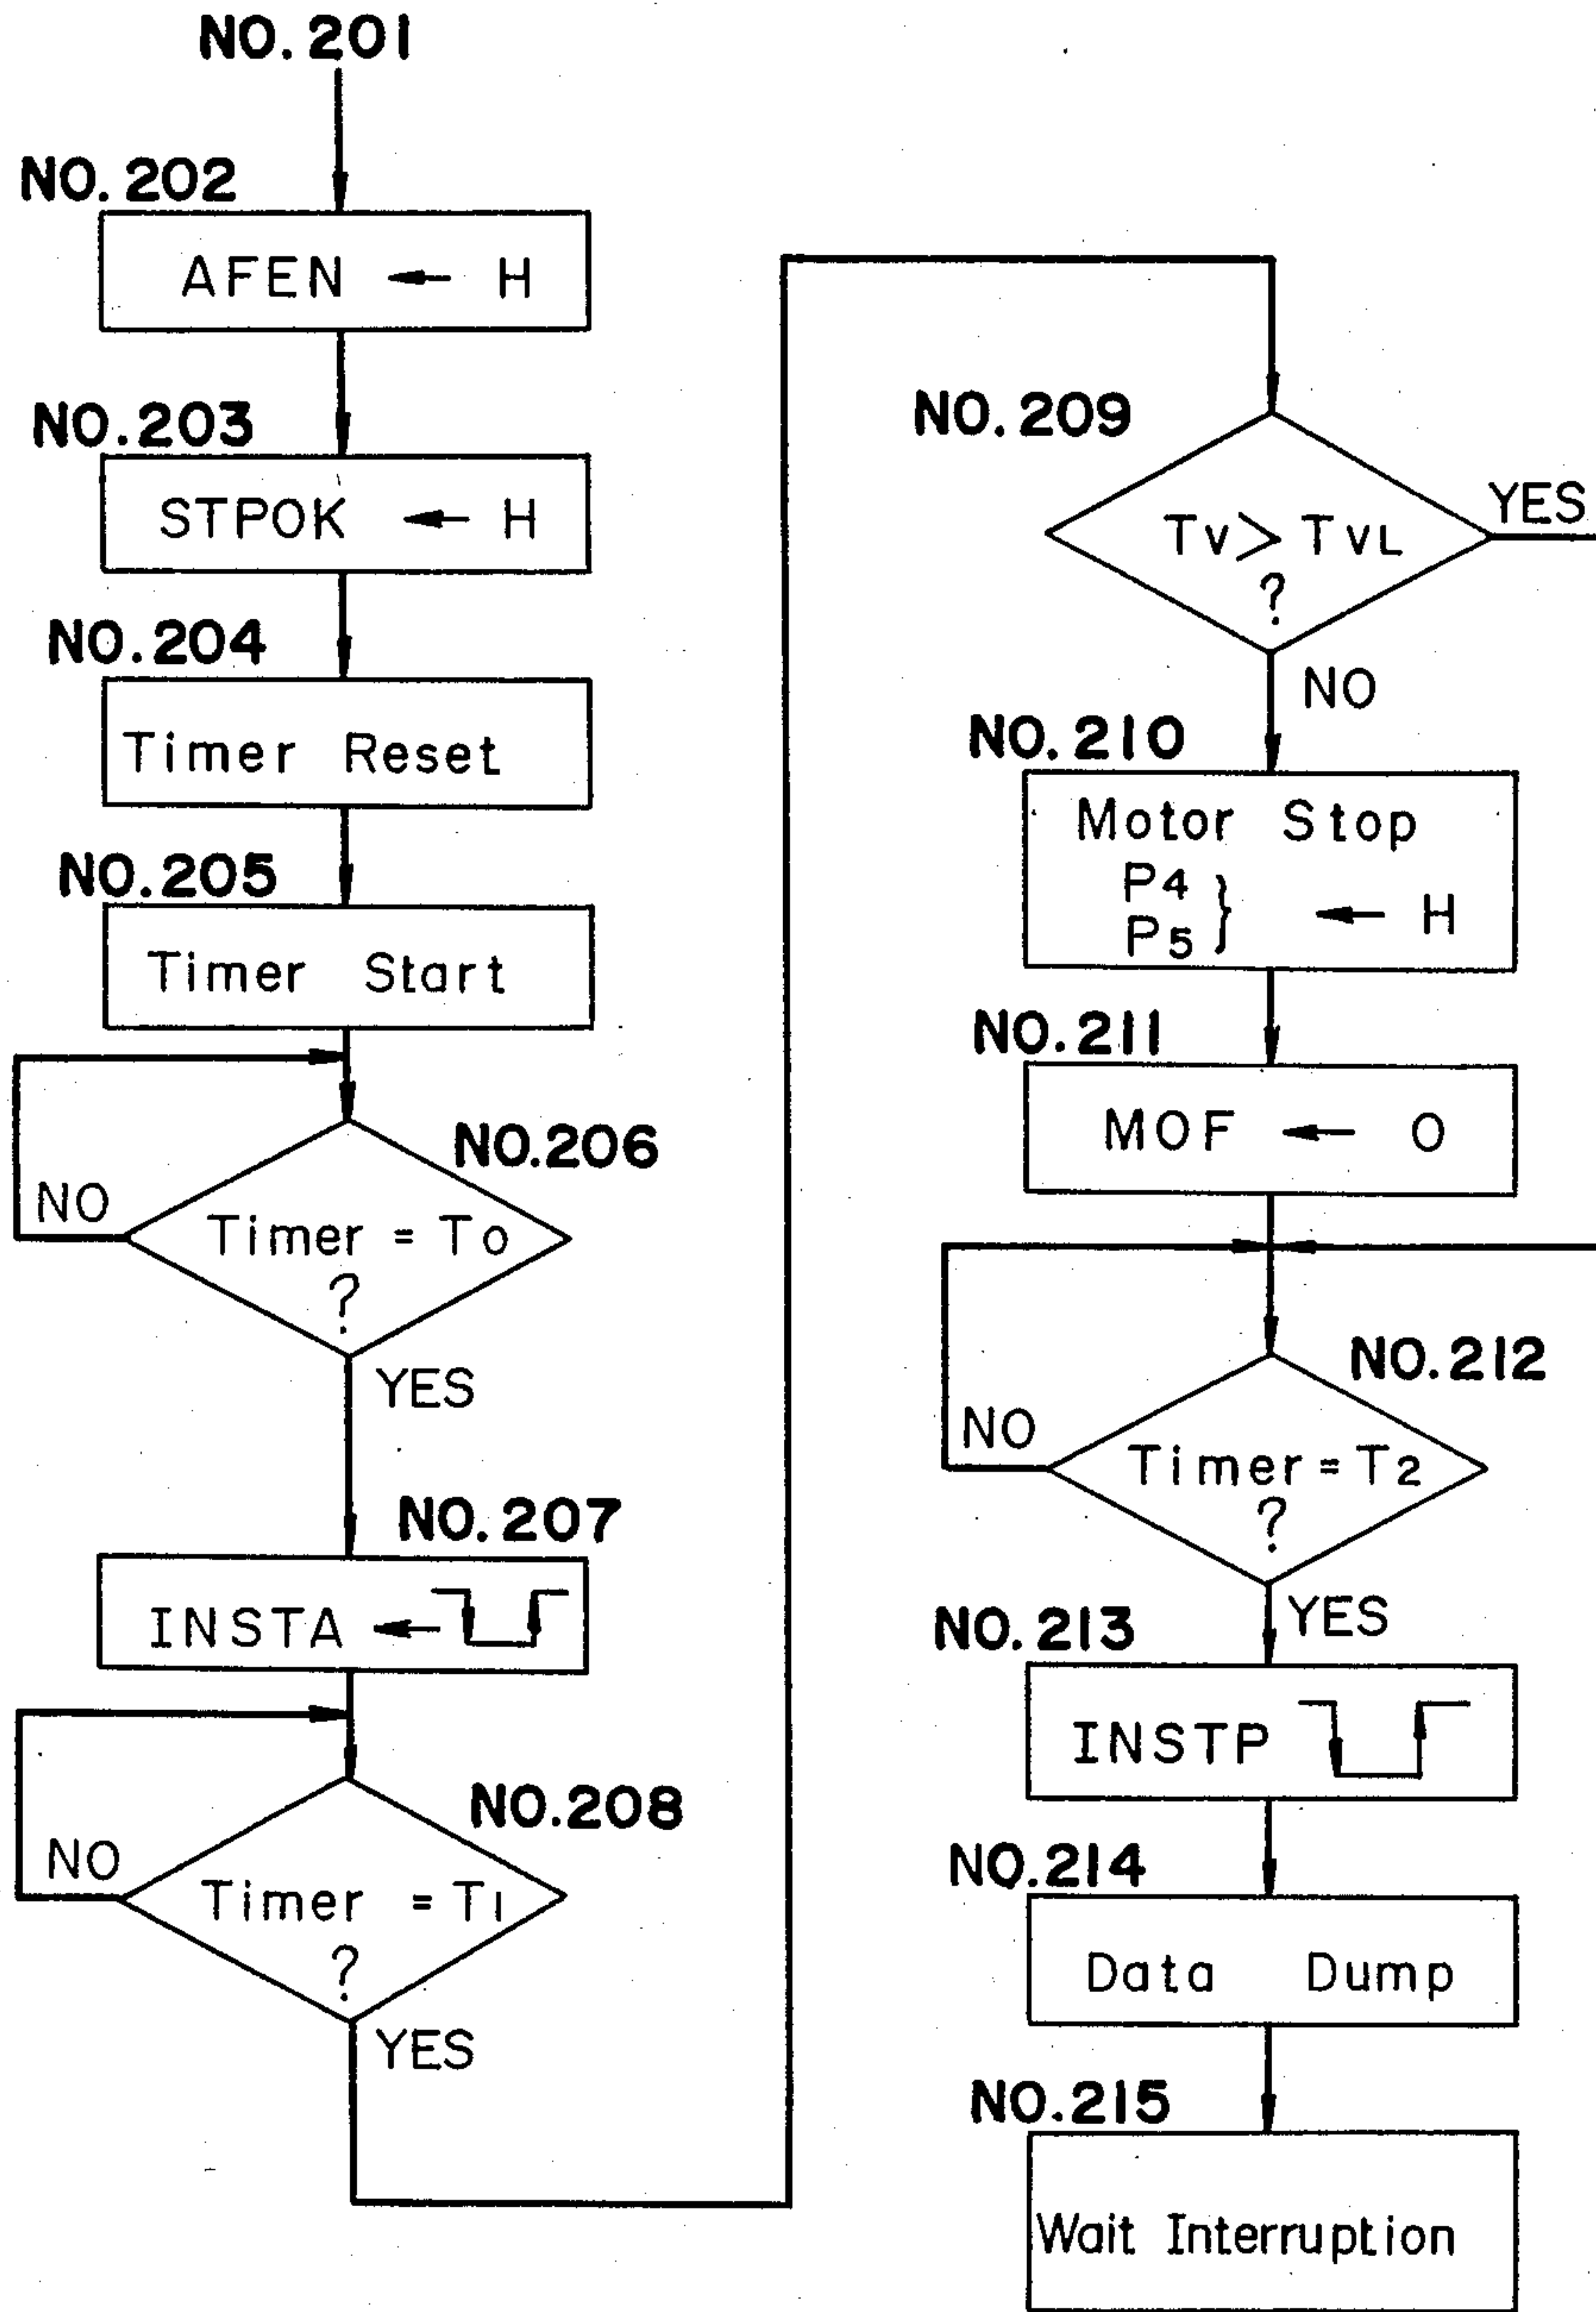 NO. 201
NO. 202
AFEN ← H
NO. 203
STPOK ← H
NO. 204
Timer Reset
NO. 205
Timer Start
NO. 206
NO
Timer = T0
?
YES
NO. 207
INSTA ←
NO. 208
NO
Timer = T1
?
YES
NO. 209
YES
TV > TVL
?
NO
NO. 210
Motor Stop
P4
P5 } ← H
NO. 211
MOF ← 0
NO. 212
NO
Timer = T2
?
YES
NO. 213
INSTP
NO. 214
Data Dump
NO. 215
Wait Interruption